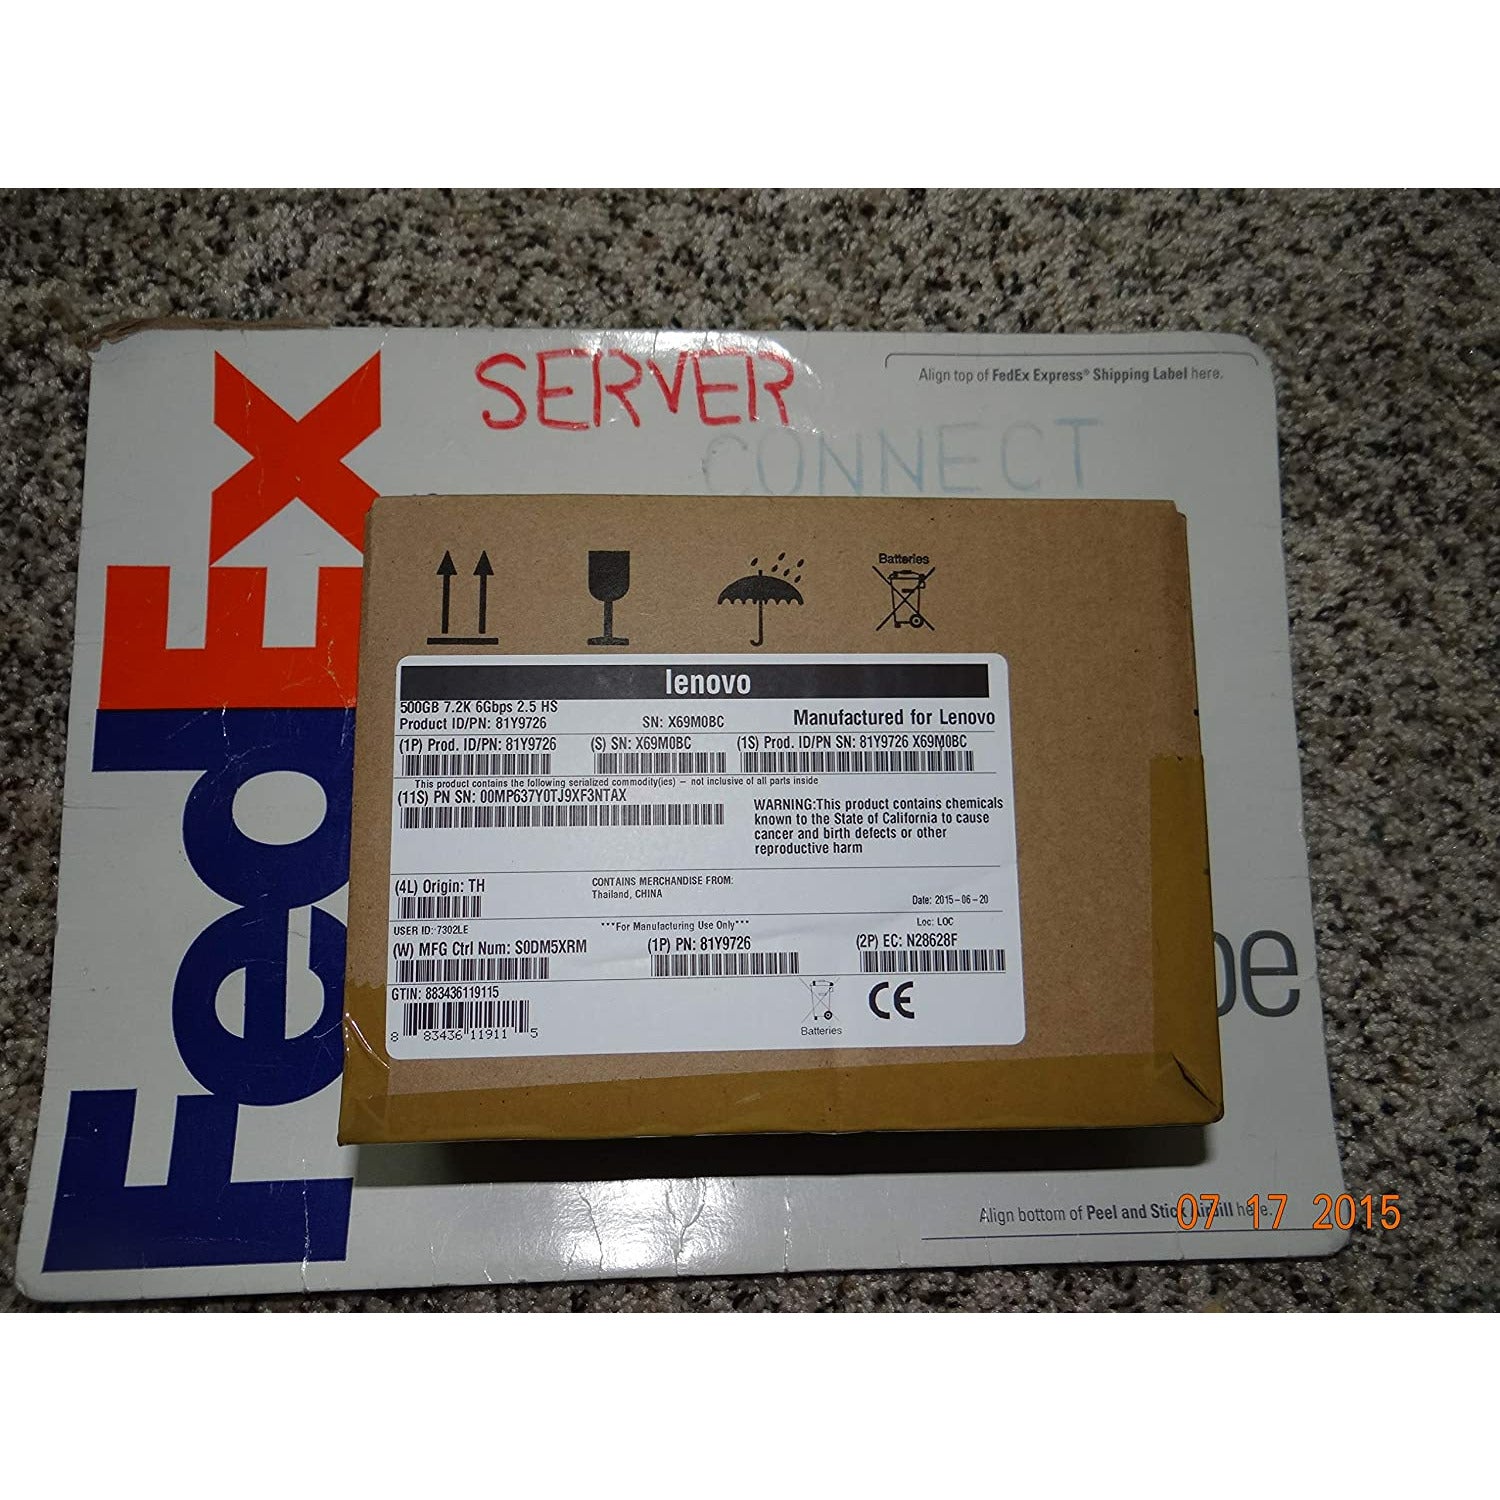 FedEx
SERVER
CONNECT
Align top of FedEx Express® Shipping Label here.
Batteries
lenovo
500GB 7.2K 6Gbps 2.5 HS
Product ID/PN: 81Y9726 SN: X69M0BC Manufactured for Lenovo
(1P) Prod. ID/PN: 81Y9726 (S) SN: X69M0BC (1S) Prod. ID/PN SN: 81Y9726 X69M0BC
This product contains the following serialized commodity(ies) – not inclusive of all parts inside
(11S) PN SN: 00MP637Y0TJ9XF3NTAX
WARNING:This product contains chemicals
known to the State of California to cause
cancer and birth defects or other
reproductive harm
(4L) Origin: TH
CONTAINS MERCHANDISE FROM:
Thailand, CHINA
Date: 2015-06-20
USER ID: 7302LE ***For Manufacturing Use Only*** Loc: LOC
(W) MFG Ctrl Num: S0DM5XRM (1P) PN: 81Y9726 (2P) EC: N28628F
GTIN: 883436119115
8 83436 11911 5
Batteries
CE
pe
Align bottom of Peel and Stick Airbill here.
07 17 2015